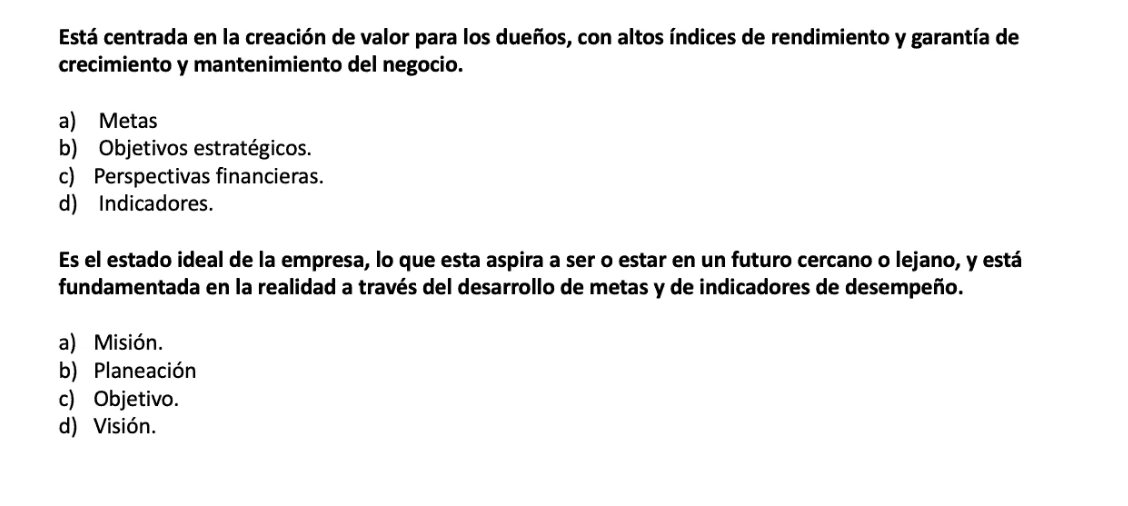 Está centrada en la creación de valor para los dueños, con altos índices de rendimiento y garantía de
crecimiento y mantenimiento del negocio.
a) Metas
b) Objetivos estratégicos.
c) Perspectivas financieras.
d) Indicadores.
Es el estado ideal de la empresa, lo que esta aspira a ser o estar en un futuro cercano o lejano, y está
fundamentada en la realidad a través del desarrollo de metas y de indicadores de desempeño.
a) Misión.
b) Planeación
c) Objetivo.
d) Visión.